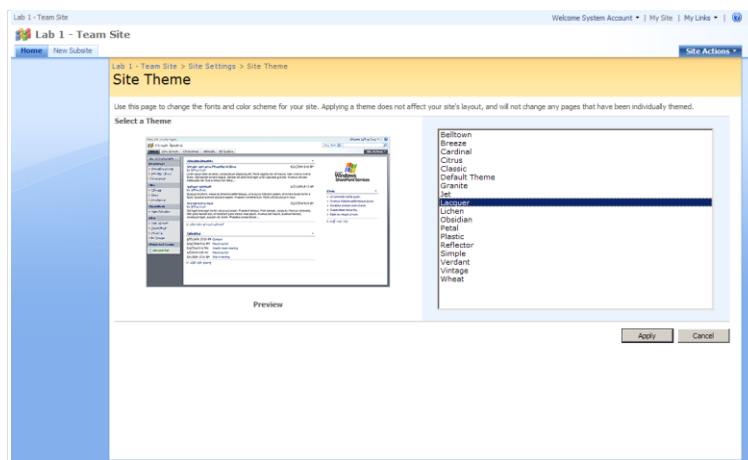 Lab 1 - Team Site
Welcome System Account | My Site | My Links |
Lab 1 - Team Site
Home New Subsite
Site Actions
Lab 1 - Team Site > Site Settings > Site Theme
Site Theme
Use this page to change the fonts and color scheme for your site. Applying a theme does not affect your site's layout, and will not change any pages that have been individually themed.
Select a Theme
Windows
SharePoint Services
Preview
Belltown
Breeze
Cardinal
Citrus
Classic
Default Theme
Granite
Jet
Lacquer
Lichen
Obsidian
Petal
Plastic
Reflector
Simple
Verdant
Vintage
Wheat
Apply Cancel